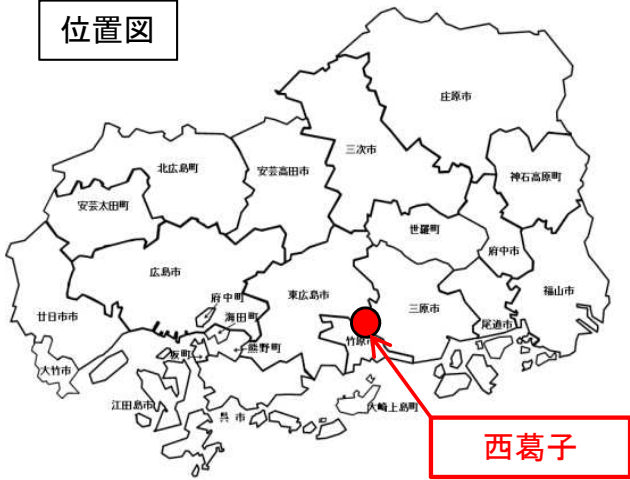 位置図
庄原市
三次市
北広島町
安芸高田市
神石高原町
安芸太田町
世羅町
府中市
広島市
東広島市
福山市
府中町
三原市
廿日市市
海田町
尾道市
竹原市
坂町
熊野町
大竹市
江田島市
呉市
大崎上島町
西葛子